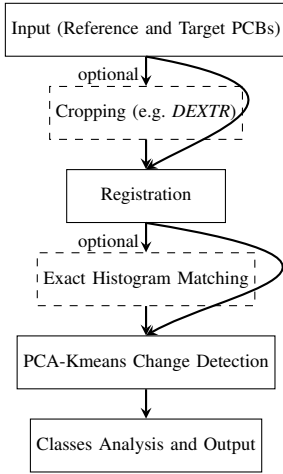 Input (Reference and Target PCBs)
optional
Cropping (e.g. DEXTR)
Registration
optional
Exact Histogram Matching
PCA-Kmeans Change Detection
Classes Analysis and Output